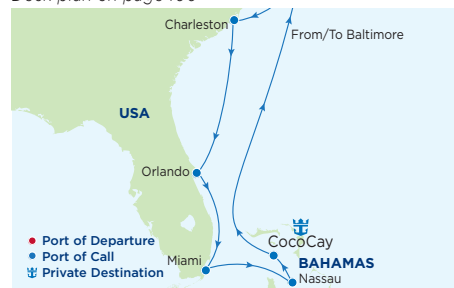 Charleston
From/To Baltimore
USA
Orlando
Port of Departure
Port of Call
Private Destination
CocoCay
Miami
BAHAMAS
Nassau